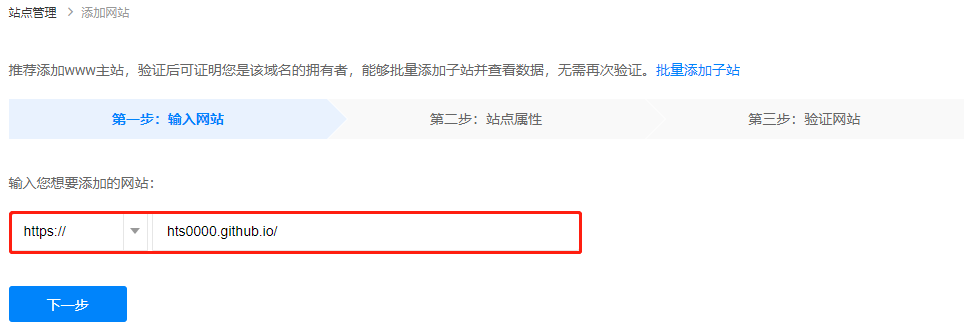 站点管理 > 添加网站
推荐添加www主站，验证后可证明您是该域名的拥有者，能够批量添加子站并查看数据，无需再次验证。批量添加子站
第一步：输入网站 第二步：站点属性 第三步：验证网站
输入您想要添加的网站：
https:// hts0000.github.io/
下一步